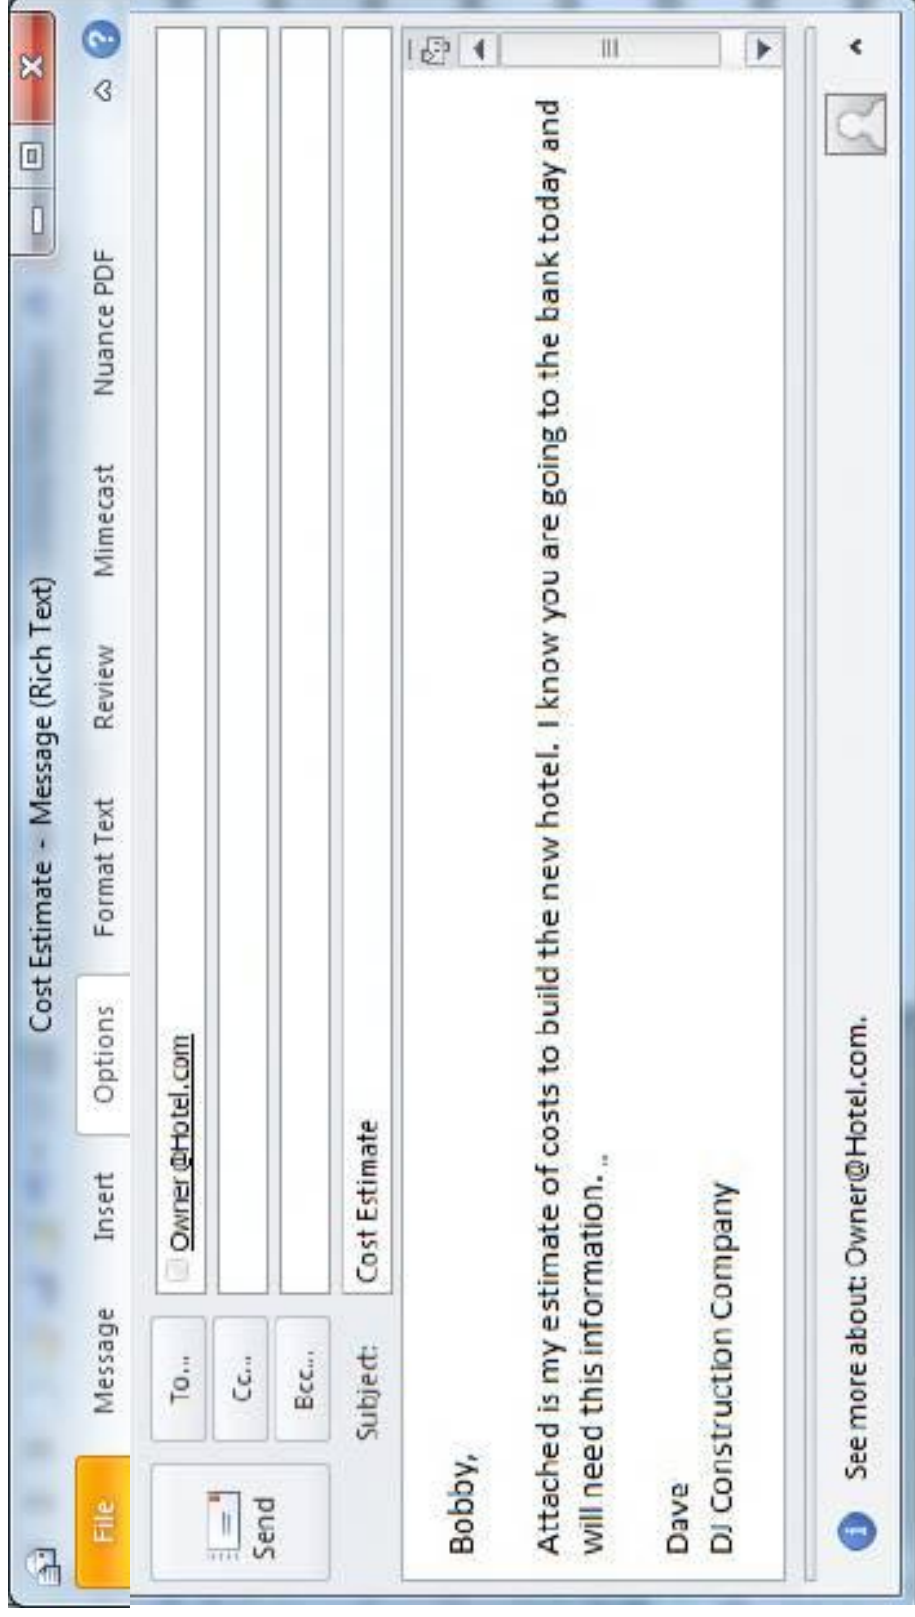 Cost Estimate - Message (Rich Text)
File Message Insert Options Format Text Review Mimecast Nuance PDF
Send
To... Owner@Hotel.com
Cc...
Bcc...
Subject: Cost Estimate
Bobby,
Attached is my estimate of costs to build the new hotel. I know you are going to the bank today and
will need this information. ..
Dave
DJ Construction Company
See more about: Owner@Hotel.com.